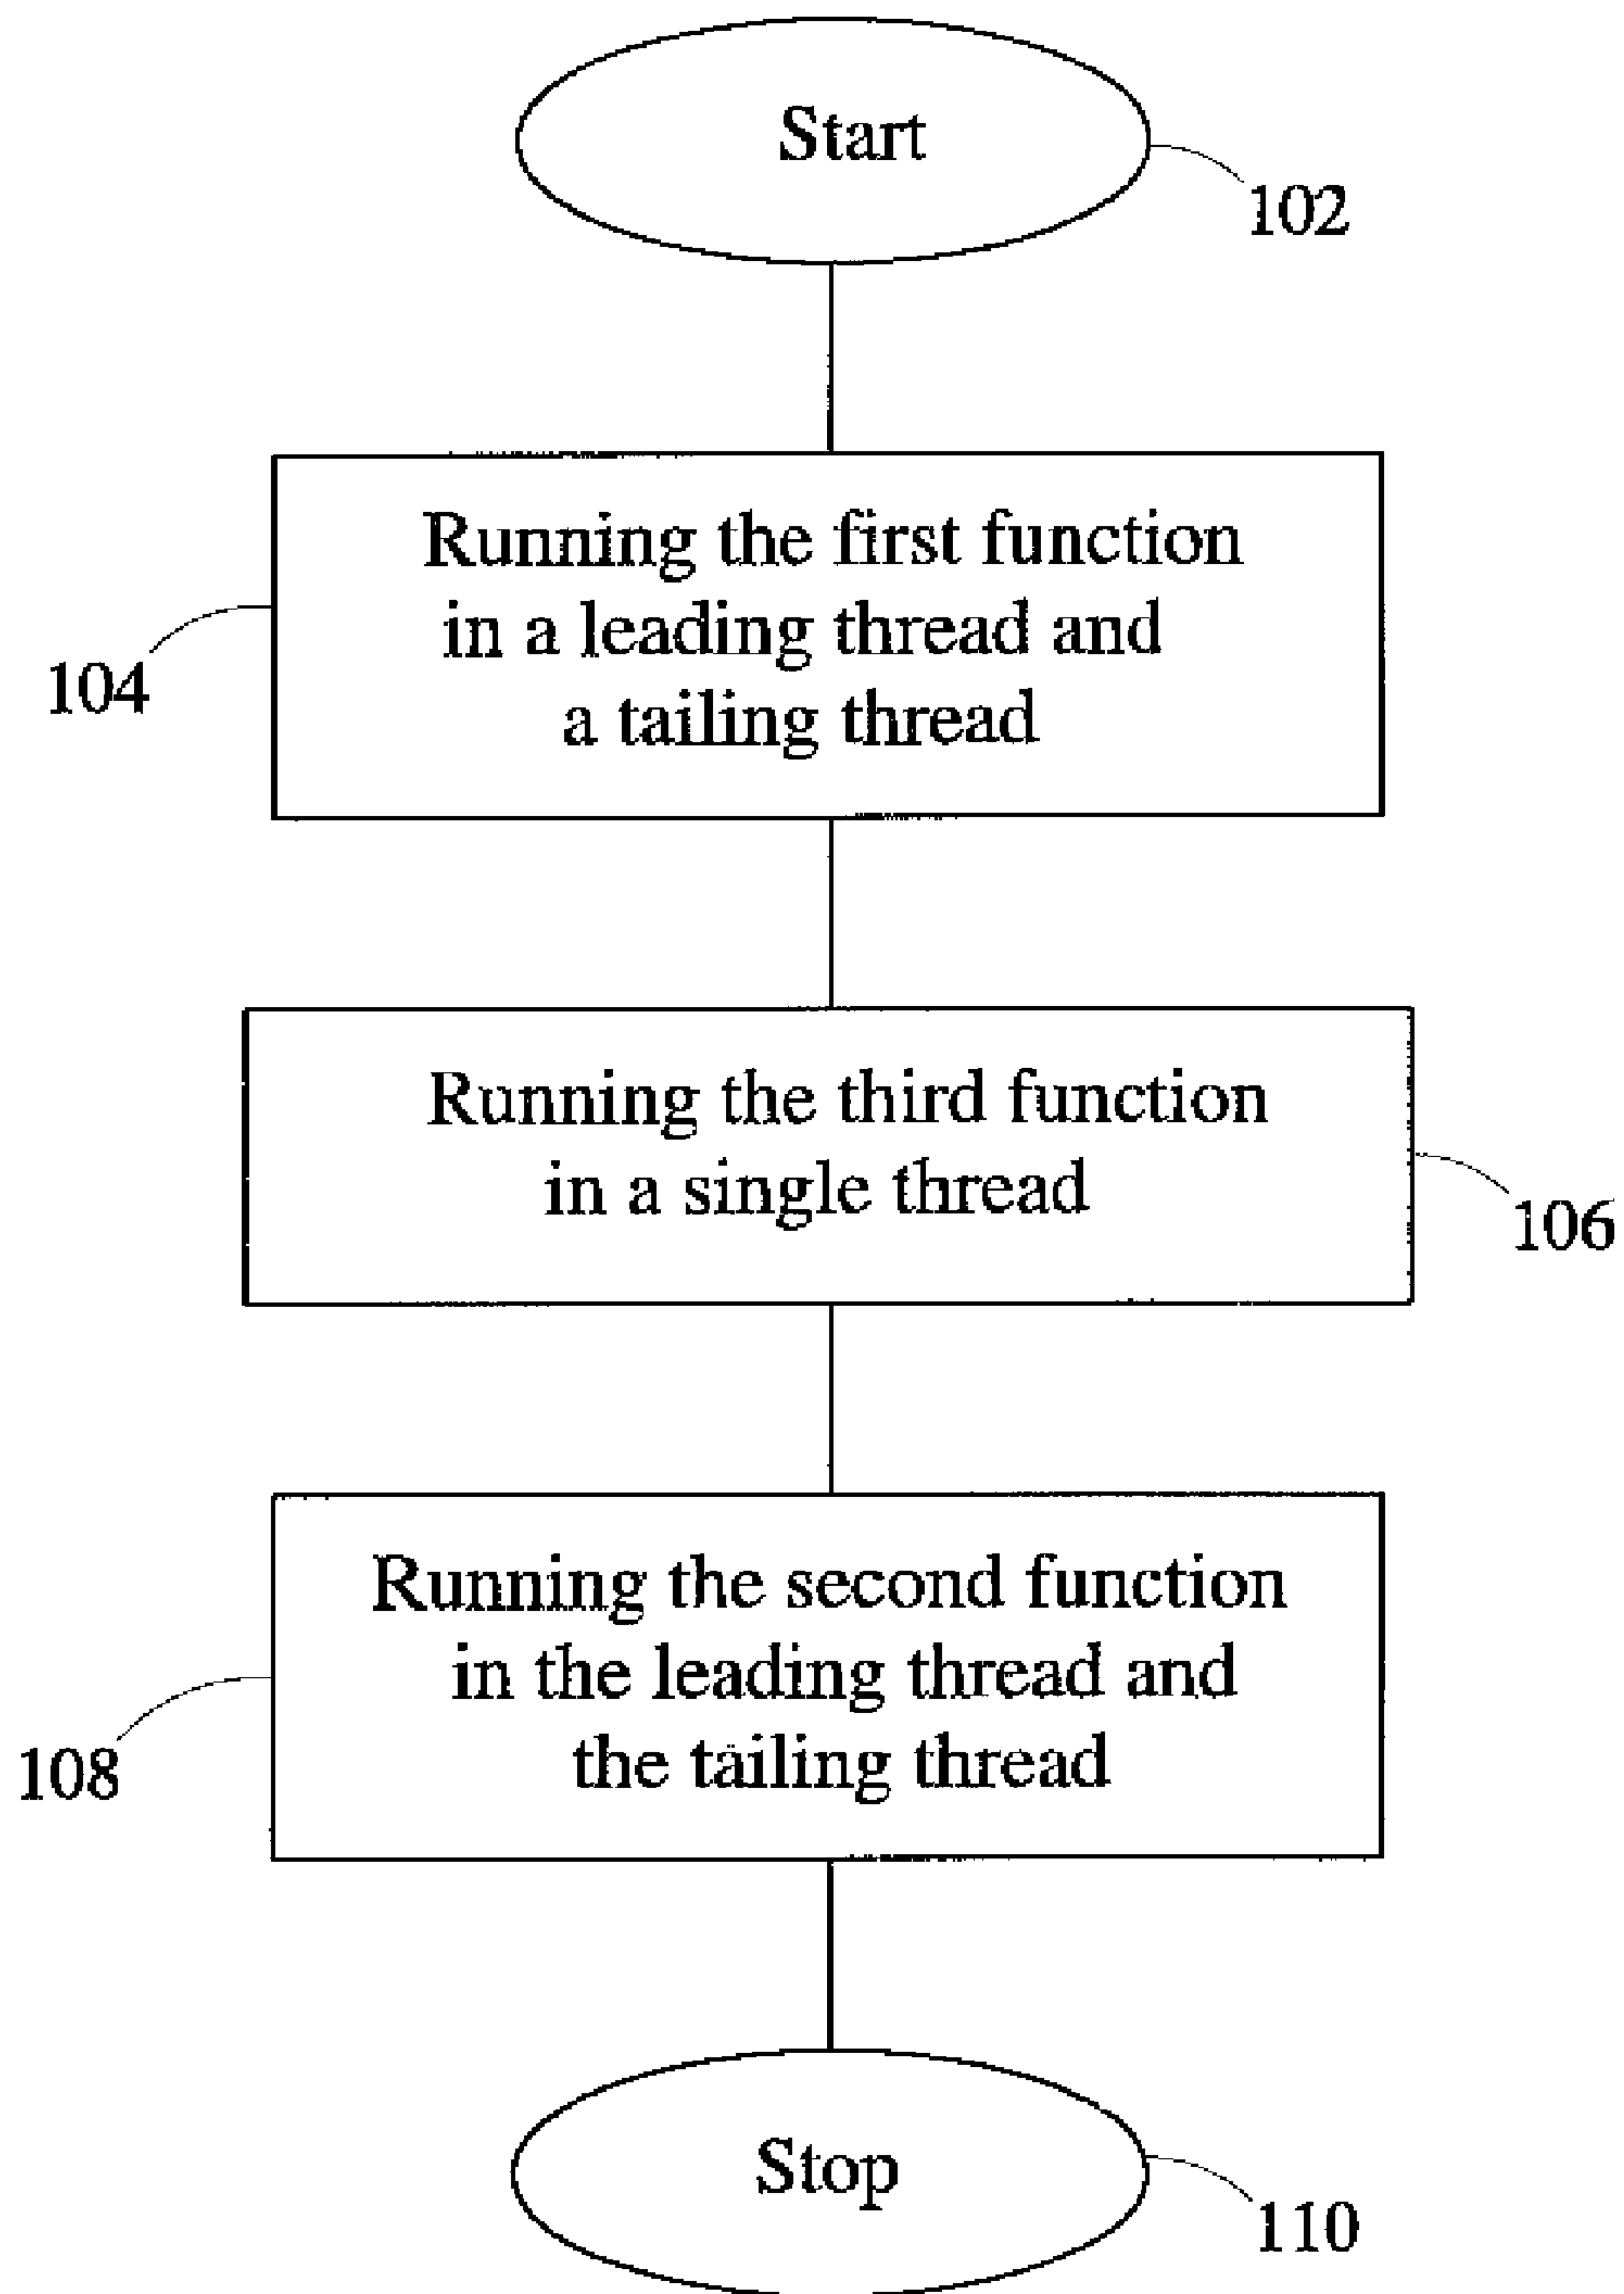 Start
102
Running the first function
in a leading thread and
a tailing thread
104
Running the third function
in a single thread
106
Running the second function
in the leading thread and
the tailing thread
108
Stop
110